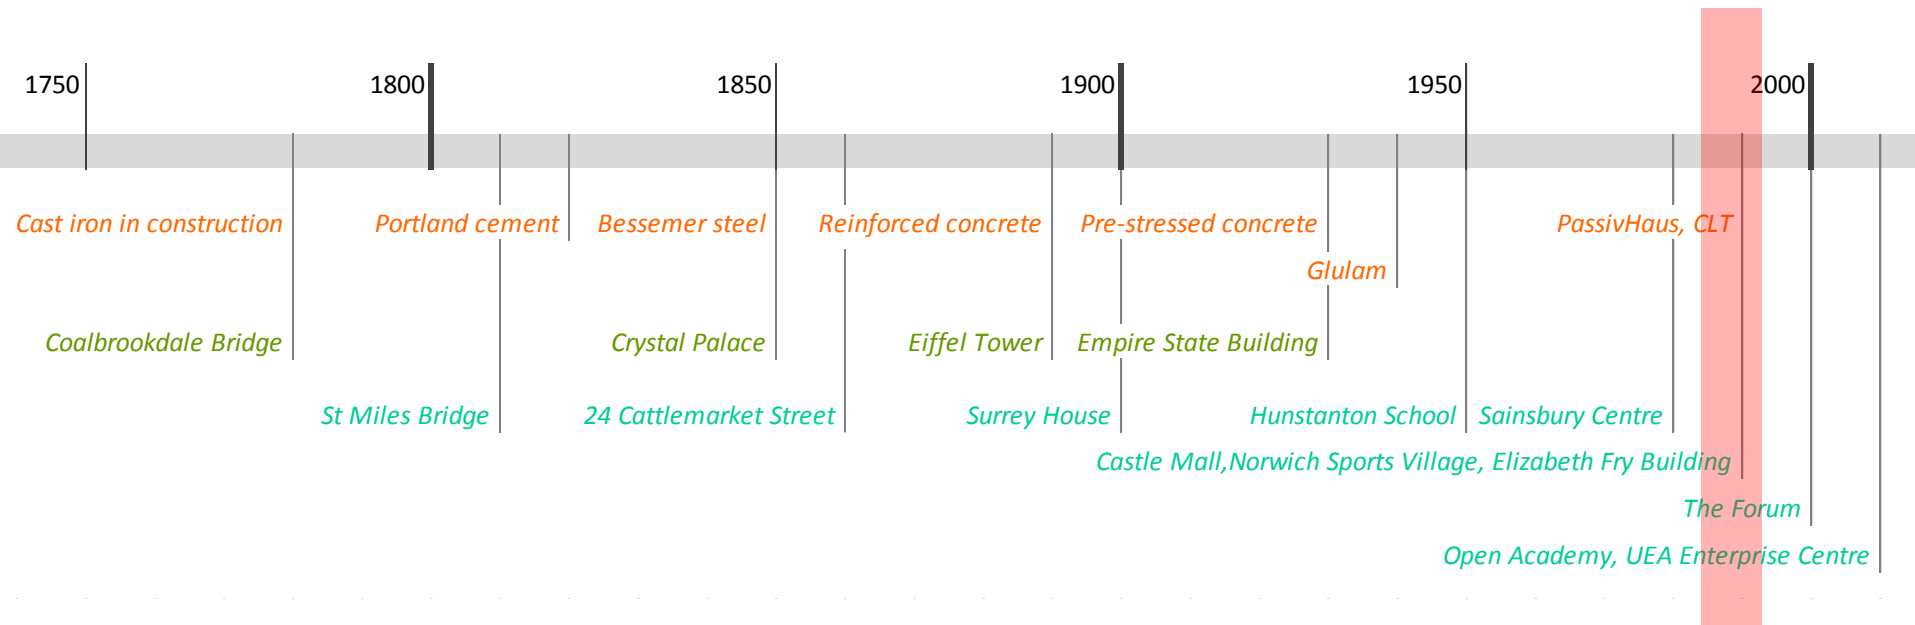 1750 1800 1850 1900 1950 2000
Cast iron in construction Portland cement Bessemer steel Reinforced concrete Pre-stressed concrete PassivHaus, CLT
Glulam
Coalbrookdale Bridge Crystal Palace Eiffel Tower Empire State Building
St Miles Bridge 24 Cattlemarket Street Surrey House Hunstanton School Sainsbury Centre
Castle Mall,Norwich Sports Village, Elizabeth Fry Building
The Forum
Open Academy, UEA Enterprise Centre